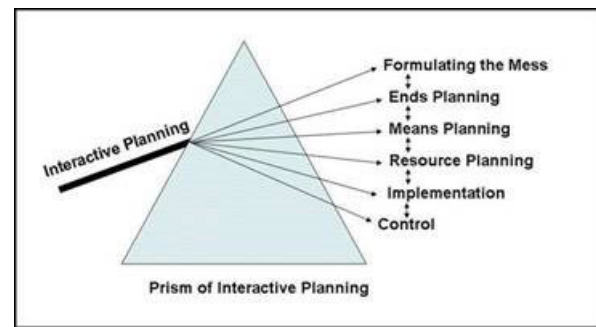 Formulating the Mess
Ends Planning
Interactive Planning
Means Planning
Resource Planning
Implementation
Control
Prism of Interactive Planning